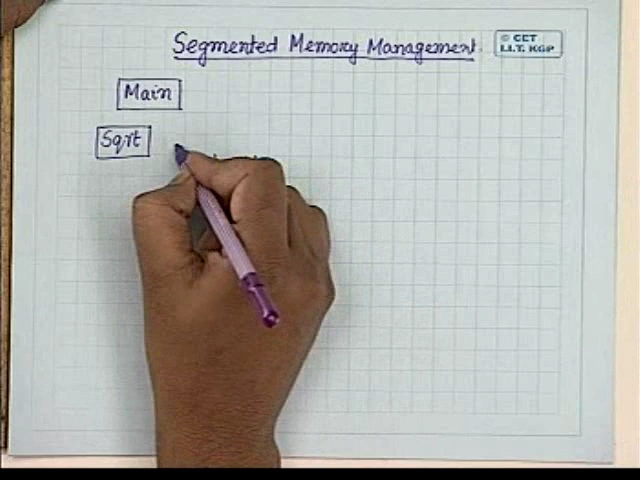 Segmented Memory Management
© CET
I.I.T. KGP
Main
Sqrt